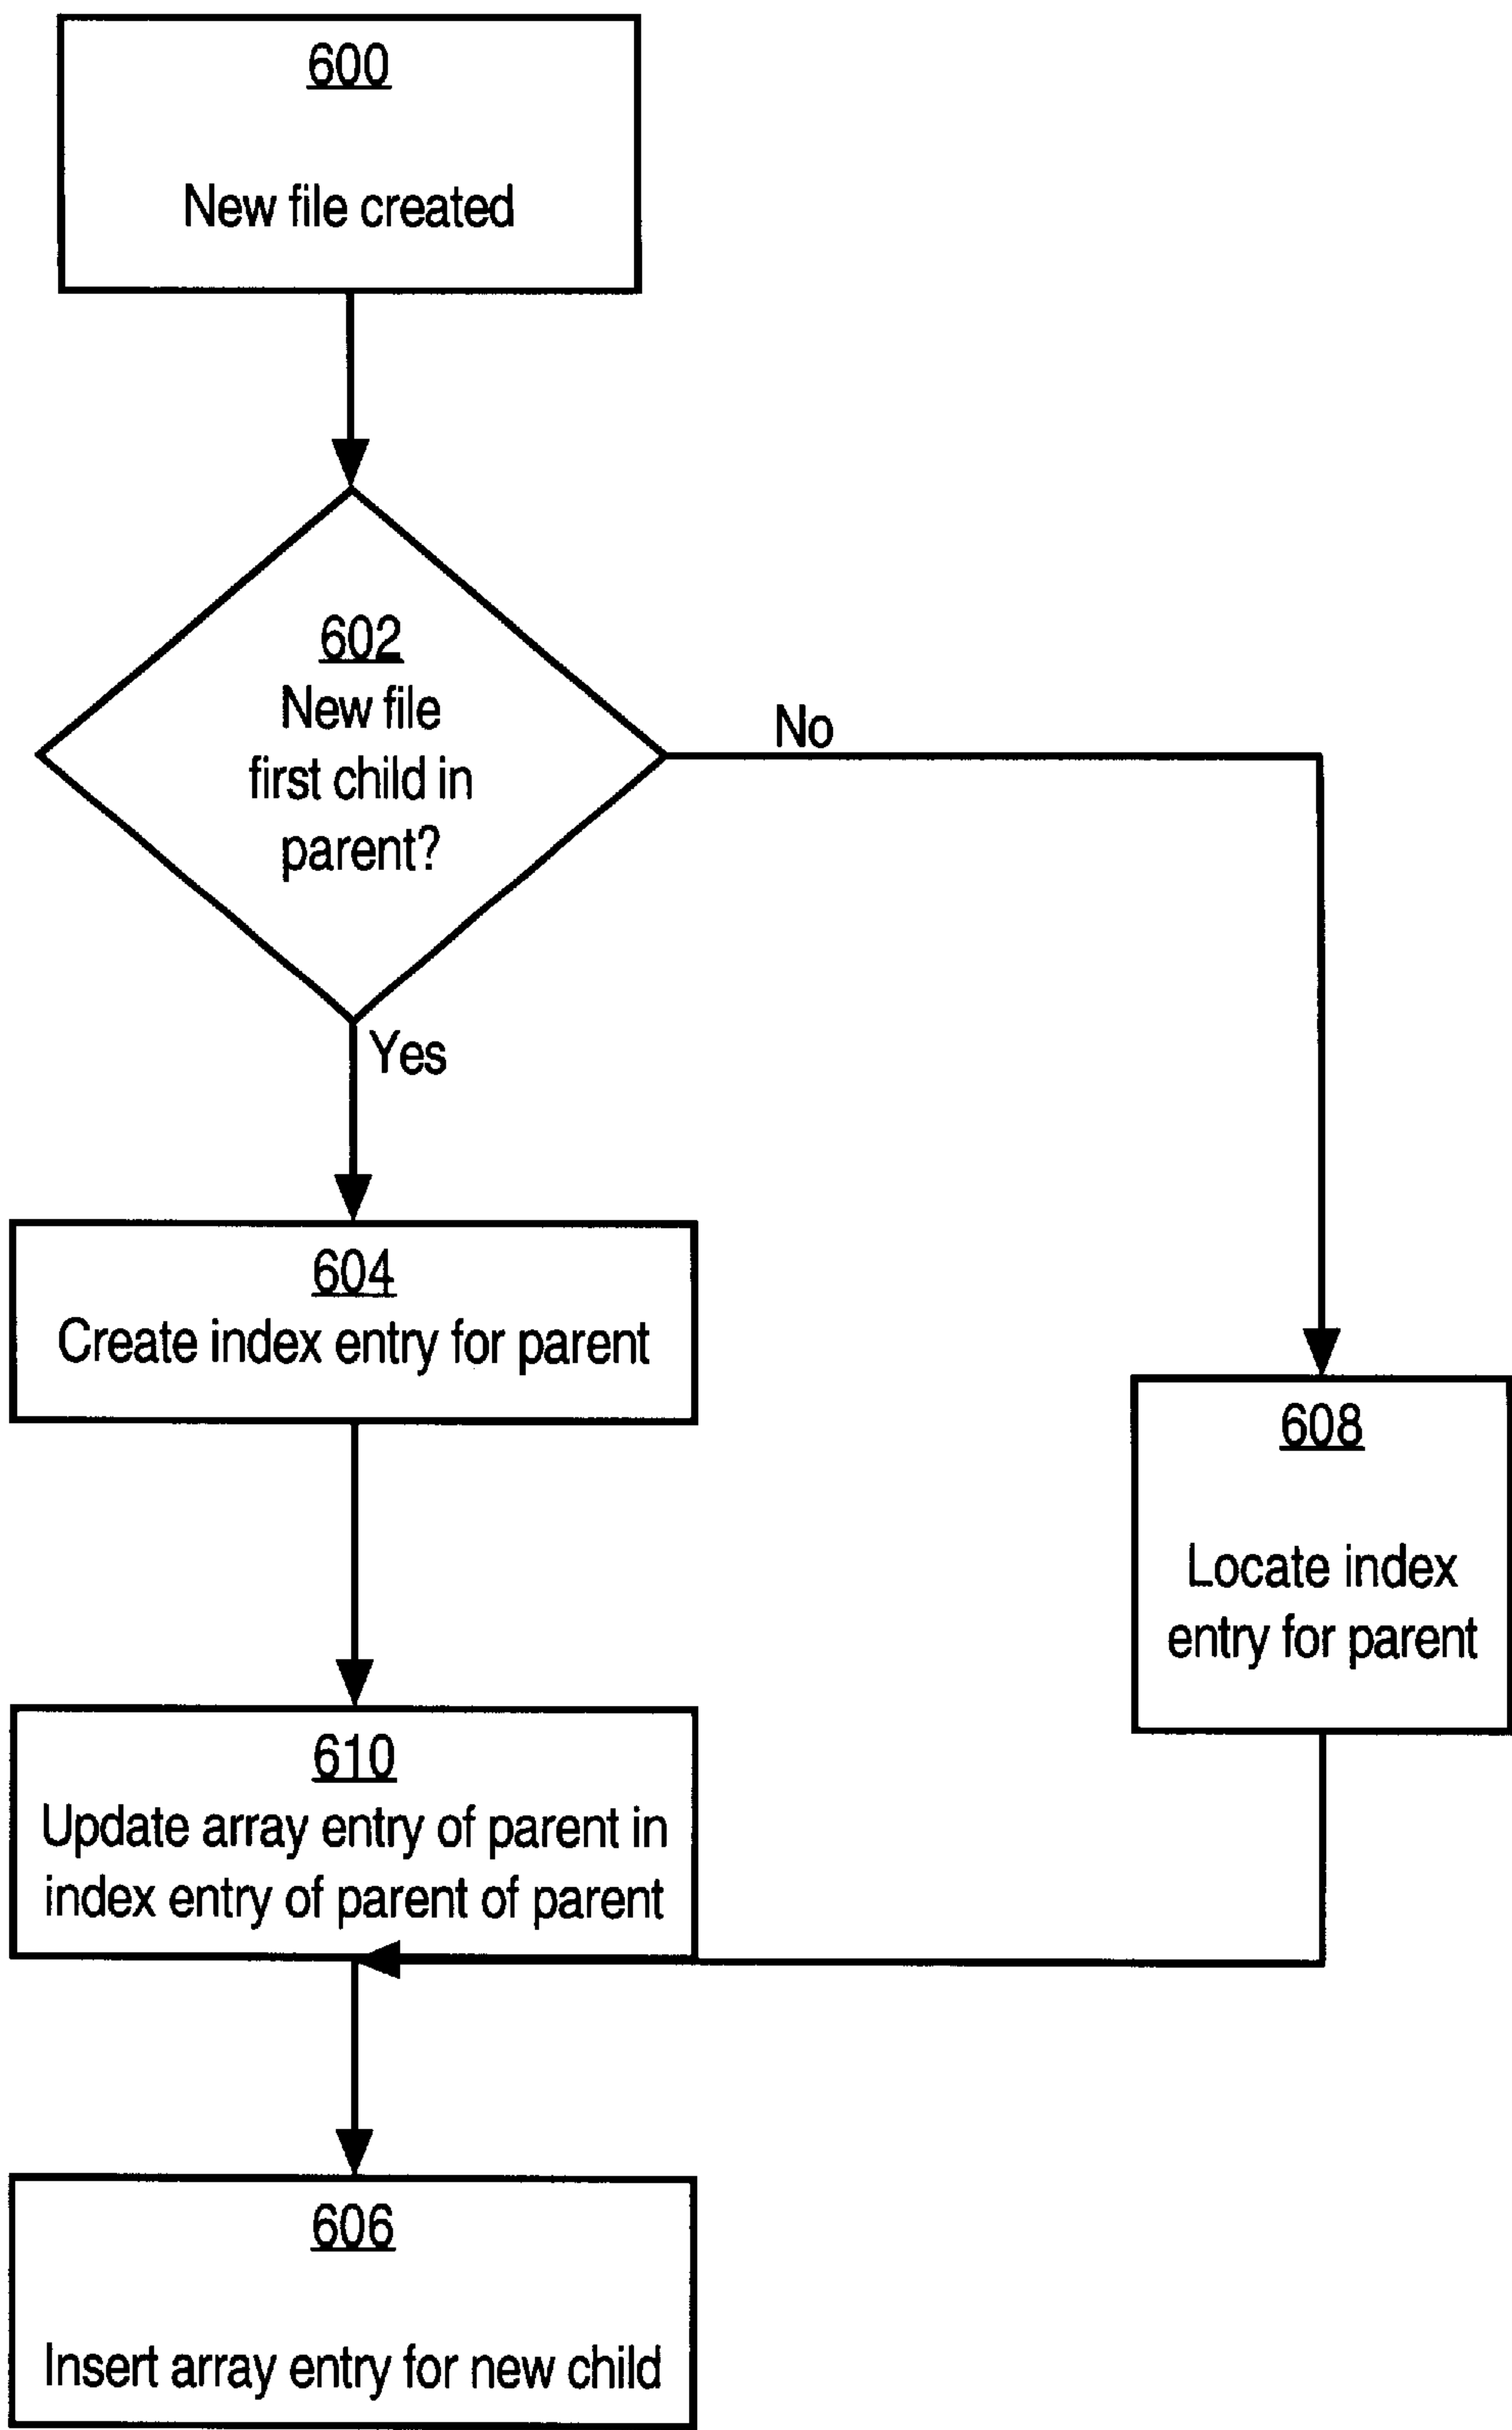 600
New file created
602
New file
first child in
parent?
No
Yes
604
Create index entry for parent
608
Locate index
entry for parent
610
Update array entry of parent in
index entry of parent of parent
606
Insert array entry for new child